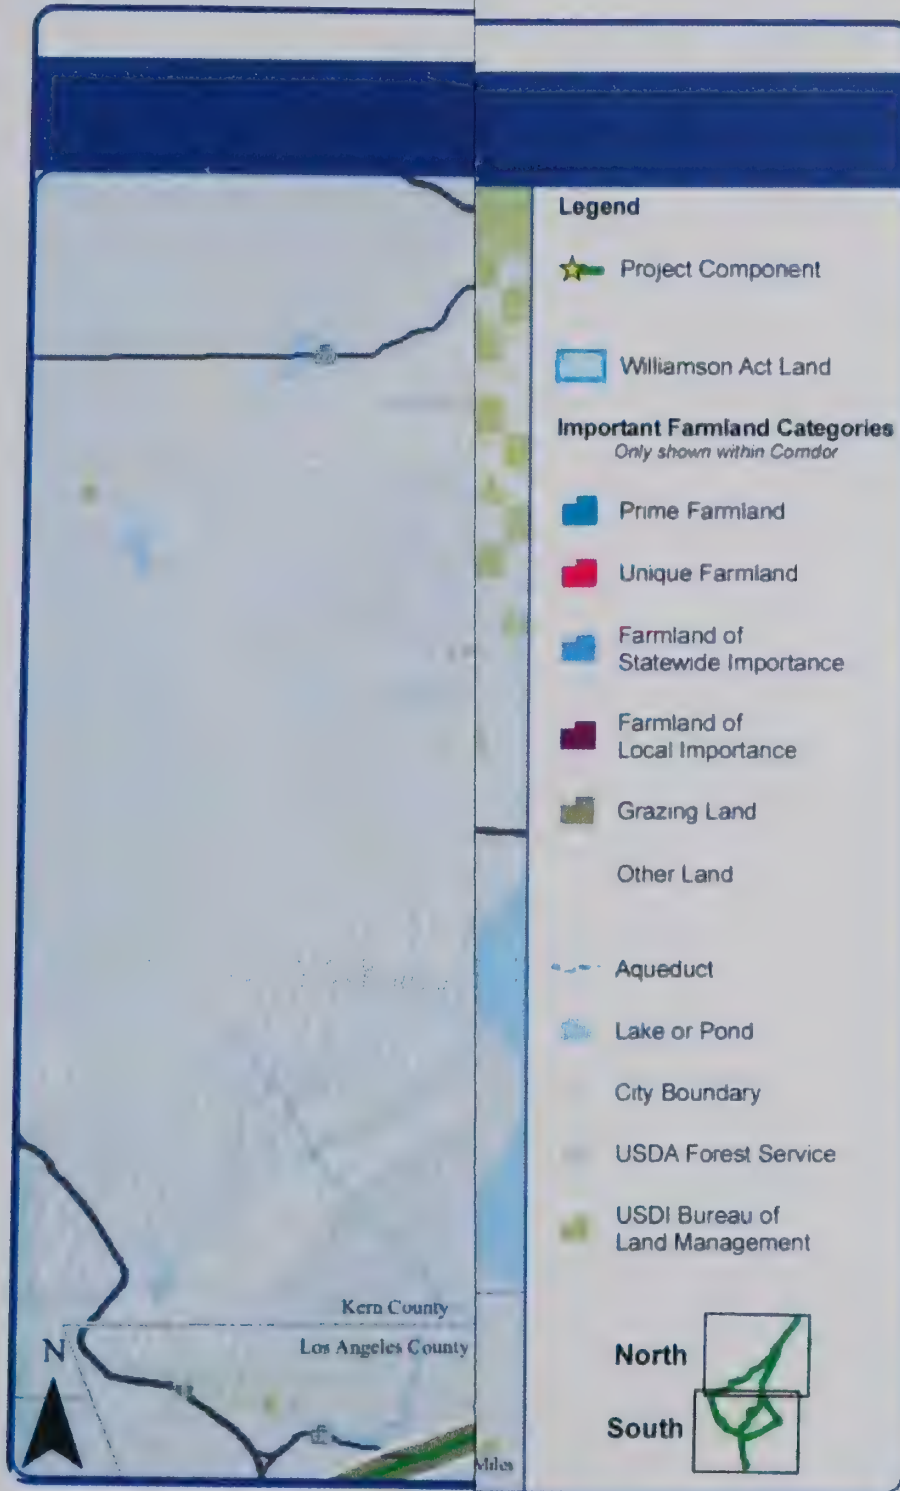 Legend
Project Component
Williamson Act Land
Important Farmland Categories
Only shown within Corridor
Prime Farmland
Unique Farmland
Farmland of
Statewide Importance
Farmland of
Local Importance
Grazing Land
Other Land
Aqueduct
Lake or Pond
City Boundary
USDA Forest Service
USDI Bureau of
Land Management
North
South
Kern County
Los Angeles County
N
Miles